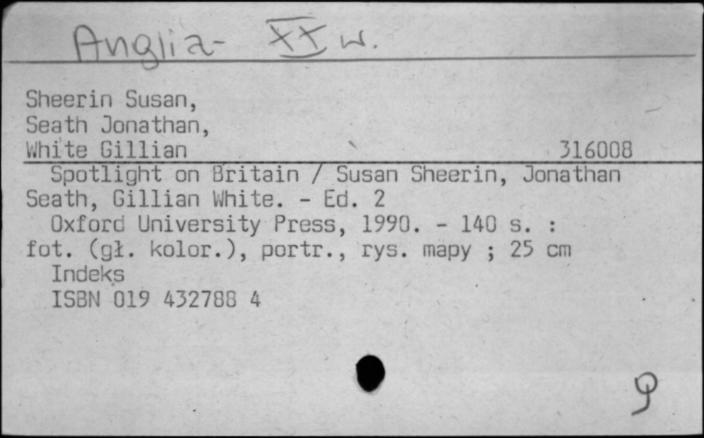 Anglia - XX w.
Sheerin Susan,
Seath Jonathan,
White Gillian 316008
Spotlight on Britain / Susan Sheerin, Jonathan
Seath, Gillian White. - Ed. 2
Oxford University Press, 1990. - 140 s. :
fot. (gł. kolor.), portr., rys. mapy ; 25 cm
Indeks
ISBN 019 432788 4